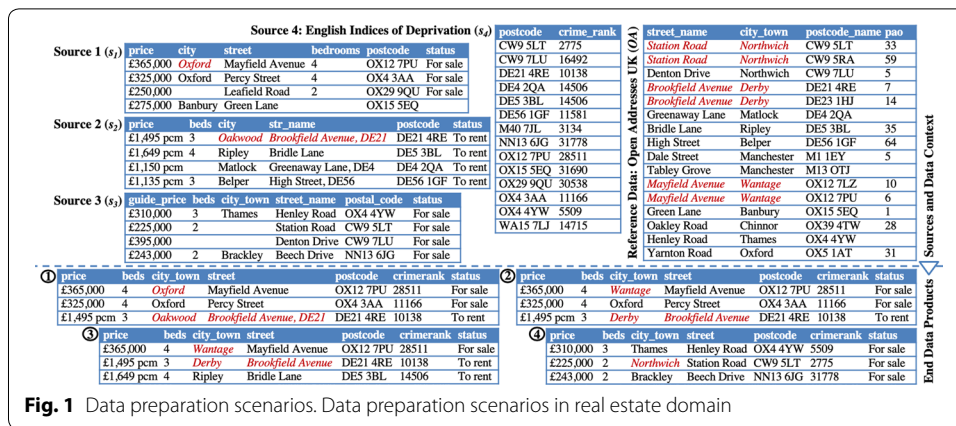 Source 4: English Indices of Deprivation (s4)
Source 1 (s1)
price city street bedrooms postcode status
£365,000 Oxford Mayfield Avenue 4 OX12 7PU For sale
£325,000 Oxford Percy Street 4 OX4 3AA For sale
£250,000 Leafield Road 2 OX29 9QU For sale
£275,000 Banbury Green Lane OX15 5EQ
Source 2 (s2)
price beds city str_name postcode status
£1,495 pcm 3 Oakwood Brookfield Avenue, DE21 DE21 4RE To rent
£1,649 pcm 4 Ripley Bridle Lane DE5 3BL To rent
£1,150 pcm Matlock Greenaway Lane, DE4 DE4 2QA To rent
£1,135 pcm 3 Belper High Street, DE56 DE56 1GF To rent
Source 3 (s3)
guide_price beds city_town street_name postal_code status
£310,000 3 Thames Henley Road OX4 4YW For sale
£225,000 2 Station Road CW9 5LT For sale
£395,000 Denton Drive CW9 7LU For sale
£243,000 2 Brackley Beech Drive NN13 6JG For sale
postcode crime_rank
CW9 5LT 2775
CW9 7LU 16492
DE21 4RE 10138
DE4 2QA 14506
DE5 3BL 14506
DE56 1GF 11581
M40 7JL 3134
NN13 6JG 31778
OX12 7PU 28511
OX15 5EQ 31690
OX29 9QU 30538
OX4 3AA 11166
OX4 4YW 5509
WA15 7LJ 14715
Reference Data: Open Addresses UK (OA)
street_name city_town postcode_name pao
Station Road Northwich CW9 5LT 33
Station Road Northwich CW9 5RA 59
Denton Drive Northwich CW9 7LU 5
Brookfield Avenue Derby DE21 4RE 7
Brookfield Avenue Derby DE23 1HJ 14
Greenaway Lane Matlock DE4 2QA
Bridle Lane Ripley DE5 3BL 35
High Street Belper DE56 1GF 64
Dale Street Manchester M1 1EY 5
Tabley Grove Manchester M13 OTJ
Mayfield Avenue Wantage OX12 7LZ 10
Mayfield Avenue Wantage OX12 7PU 6
Green Lane Banbury OX15 5EQ 1
Oakley Road Chinnor OX39 4TW 28
Henley Road Thames OX4 4YW
Yarnton Road Oxford OX5 1AT 31
Sources and Data Context
End Data Products
1
price beds city_town street postcode crimerank status
£365,000 4 Oxford Mayfield Avenue OX12 7PU 28511 For sale
£325,000 4 Oxford Percy Street OX4 3AA 11166 For sale
£1,495 pcm 3 Oakwood Brookfield Avenue, DE21 DE21 4RE 10138 To rent
2
price beds city_town street postcode crimerank status
£365,000 4 Wantage Mayfield Avenue OX12 7PU 28511 For sale
£325,000 4 Oxford Percy Street OX4 3AA 11166 For sale
£1,495 pcm 3 Derby Brookfield Avenue DE21 4RE 10138 To rent
3
price beds city_town street postcode crimerank status
£365,000 4 Wantage Mayfield Avenue OX12 7PU 28511 For sale
£1,495 pcm 3 Derby Brookfield Avenue DE21 4RE 10138 To rent
£1,649 pcm 4 Ripley Bridle Lane DE5 3BL 14506 To rent
4
price beds city_town street postcode crimerank status
£310,000 3 Thames Henley Road OX4 4YW 5509 For sale
£225,000 2 Northwich Station Road CW9 5LT 2775 For sale
£243,000 2 Brackley Beech Drive NN13 6JG 31778 For sale
Fig. 1 Data preparation scenarios. Data preparation scenarios in real estate domain